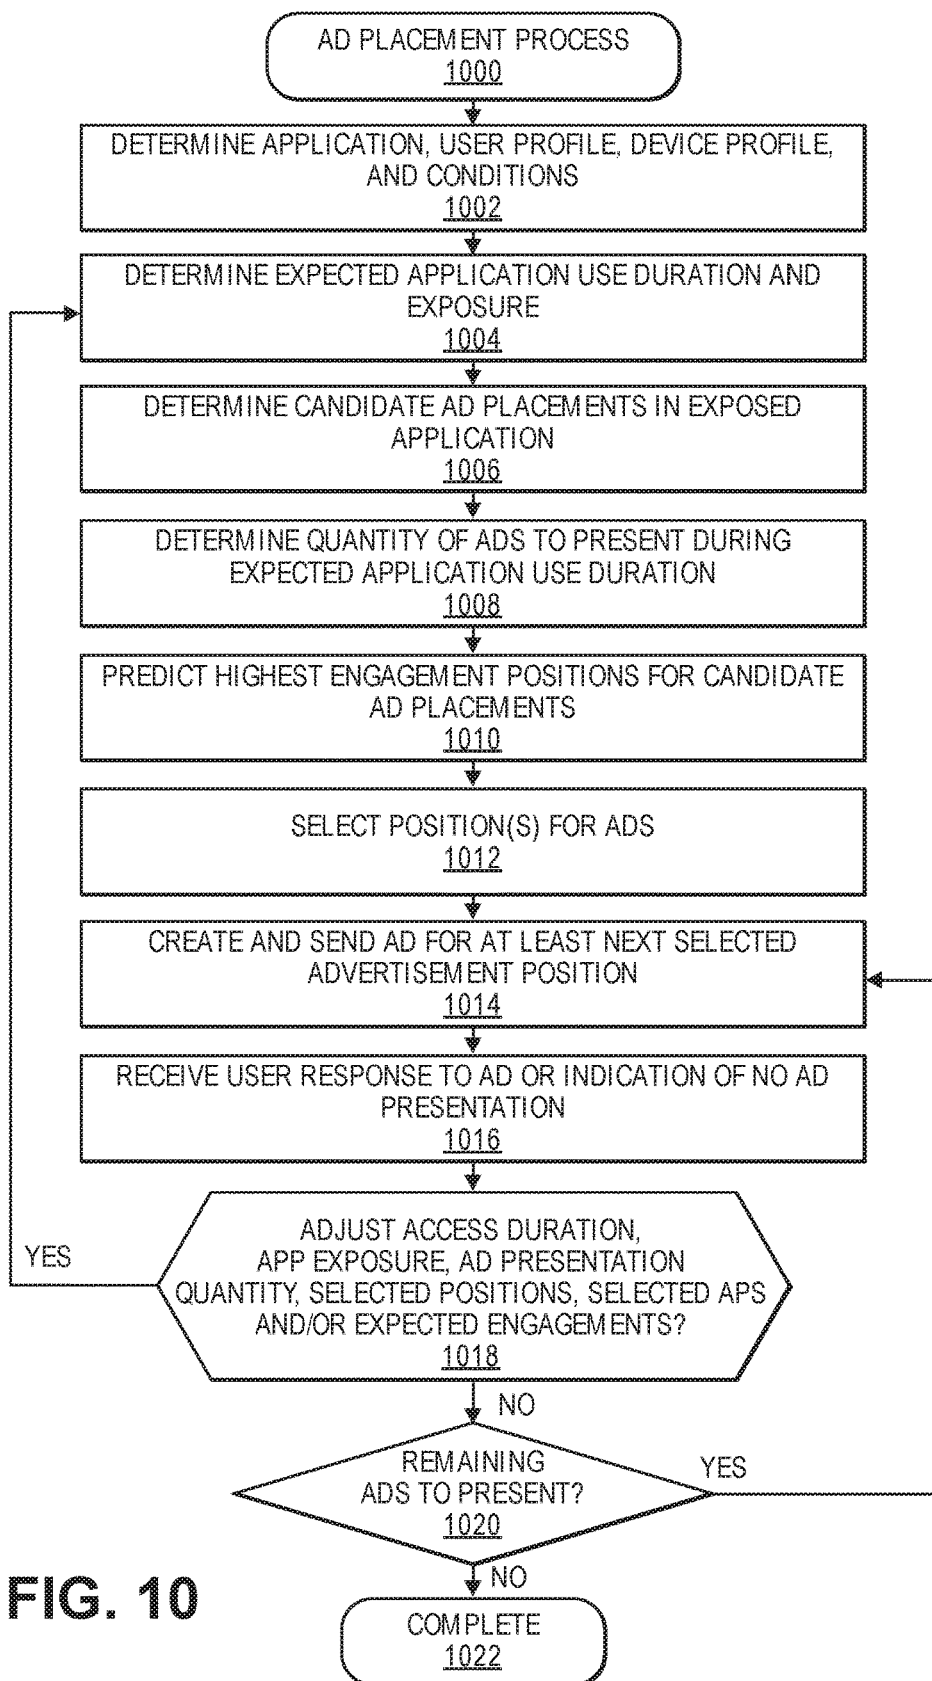 AD PLACEMENT PROCESS
1000
DETERMINE APPLICATION, USER PROFILE, DEVICE PROFILE,
AND CONDITIONS
1002
DETERMINE EXPECTED APPLICATION USE DURATION AND
EXPOSURE
1004
DETERMINE CANDIDATE AD PLACEMENTS IN EXPOSED
APPLICATION
1006
DETERMINE QUANTITY OF ADS TO PRESENT DURING
EXPECTED APPLICATION USE DURATION
1008
PREDICT HIGHEST ENGAGEMENT POSITIONS FOR CANDIDATE
AD PLACEMENTS
1010
SELECT POSITION(S) FOR ADS
1012
CREATE AND SEND AD FOR AT LEAST NEXT SELECTED
ADVERTISEMENT POSITION
1014
RECEIVE USER RESPONSE TO AD OR INDICATION OF NO AD
PRESENTATION
1016
YES
ADJUST ACCESS DURATION,
APP EXPOSURE, AD PRESENTATION
QUANTITY, SELECTED POSITIONS, SELECTED APS
AND/OR EXPECTED ENGAGEMENTS?
1018
NO
REMAINING
ADS TO PRESENT?
1020
YES
NO
COMPLETE
1022
FIG. 10